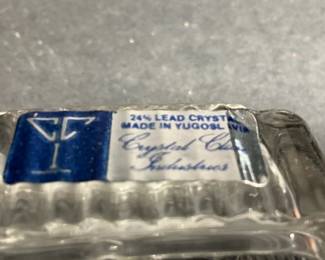 24% LEAD CRYSTAL
MADE IN YUGOSLAVIA
Crystal Clear
Industries